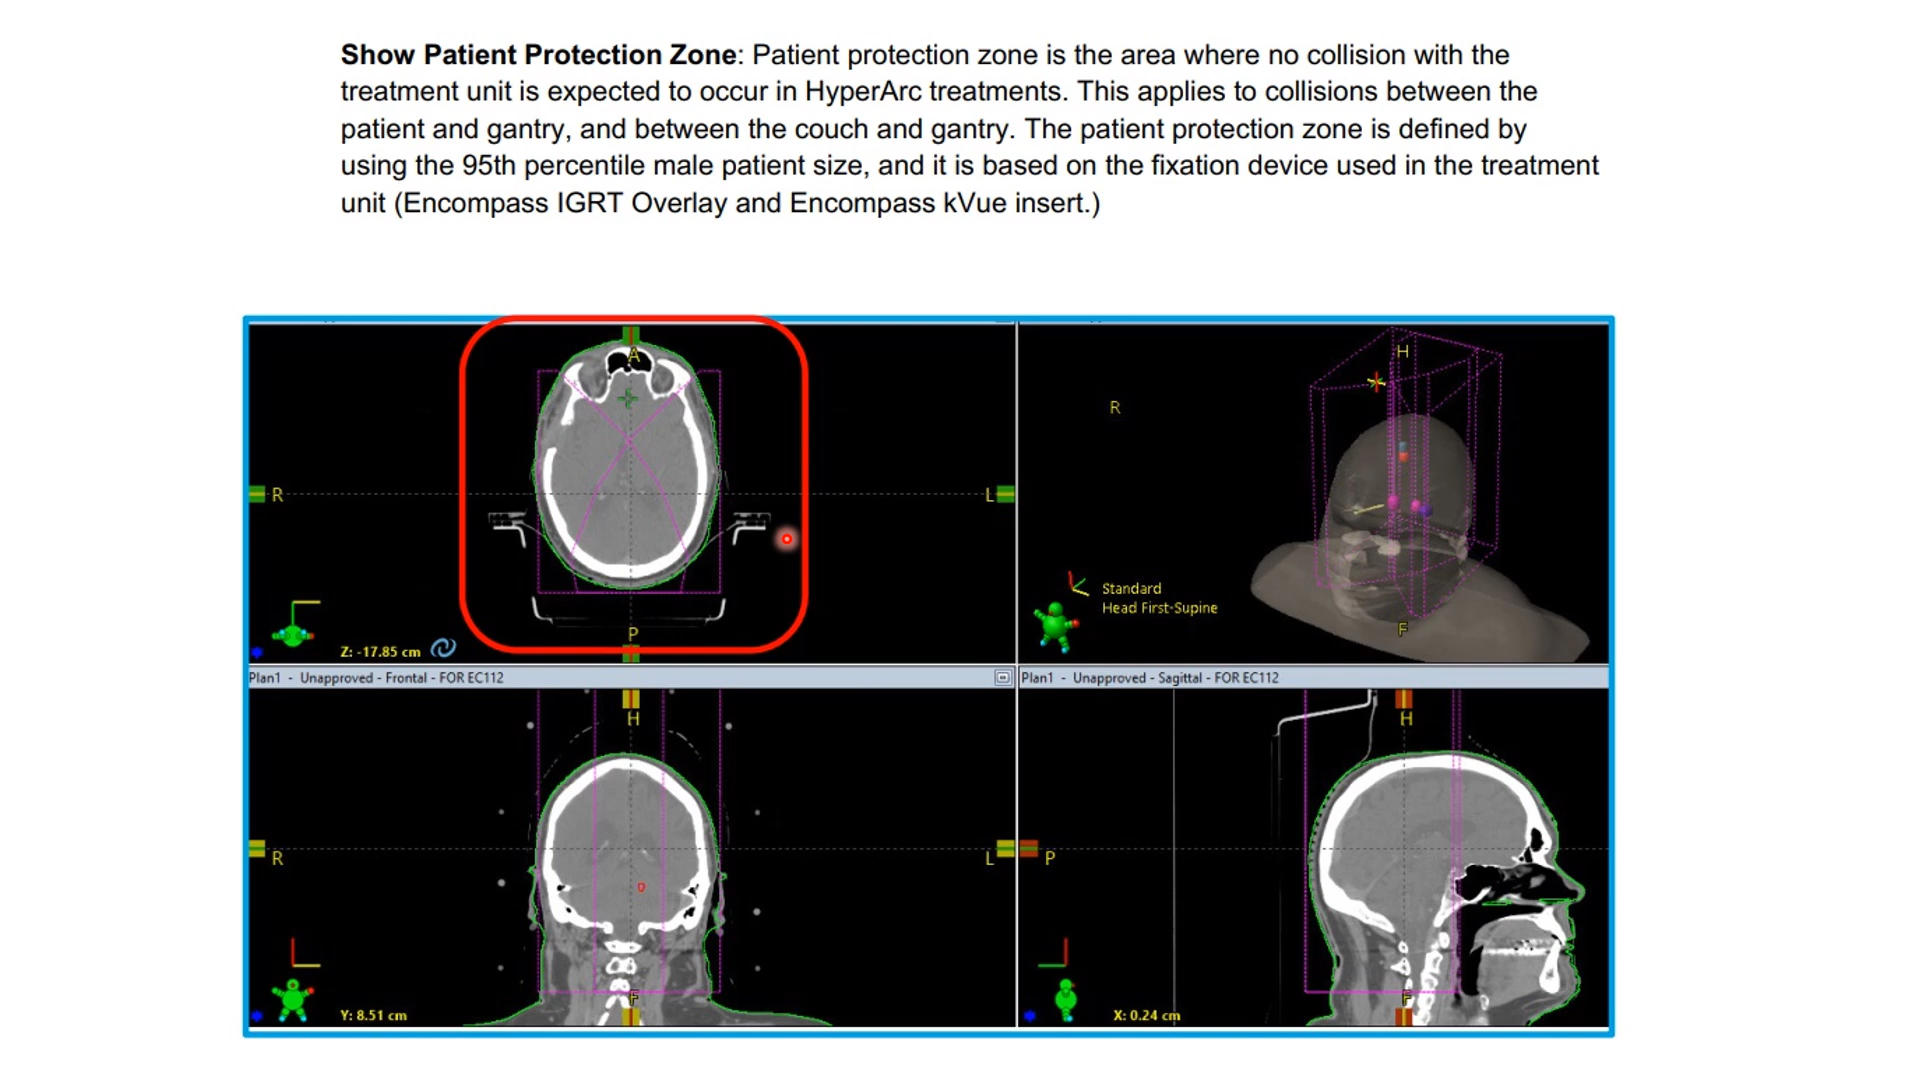 Show Patient Protection Zone: Patient protection zone is the area where no collision with the
treatment unit is expected to occur in HyperArc treatments. This applies to collisions between the
patient and gantry, and between the couch and gantry. The patient protection zone is defined by
using the 95th percentile male patient size, and it is based on the fixation device used in the treatment
unit (Encompass IGRT Overlay and Encompass kVue insert.)
A
R
L
P
Z: -17.85 cm
H
R
Standard
Head First-Supine
F
Plan1 - Unapproved - Frontal - FOR EC112
H
R
L
F
Y: 8.51 cm
Plan1 - Unapproved - Sagittal - FOR EC112
H
P
F
X: 0.24 cm